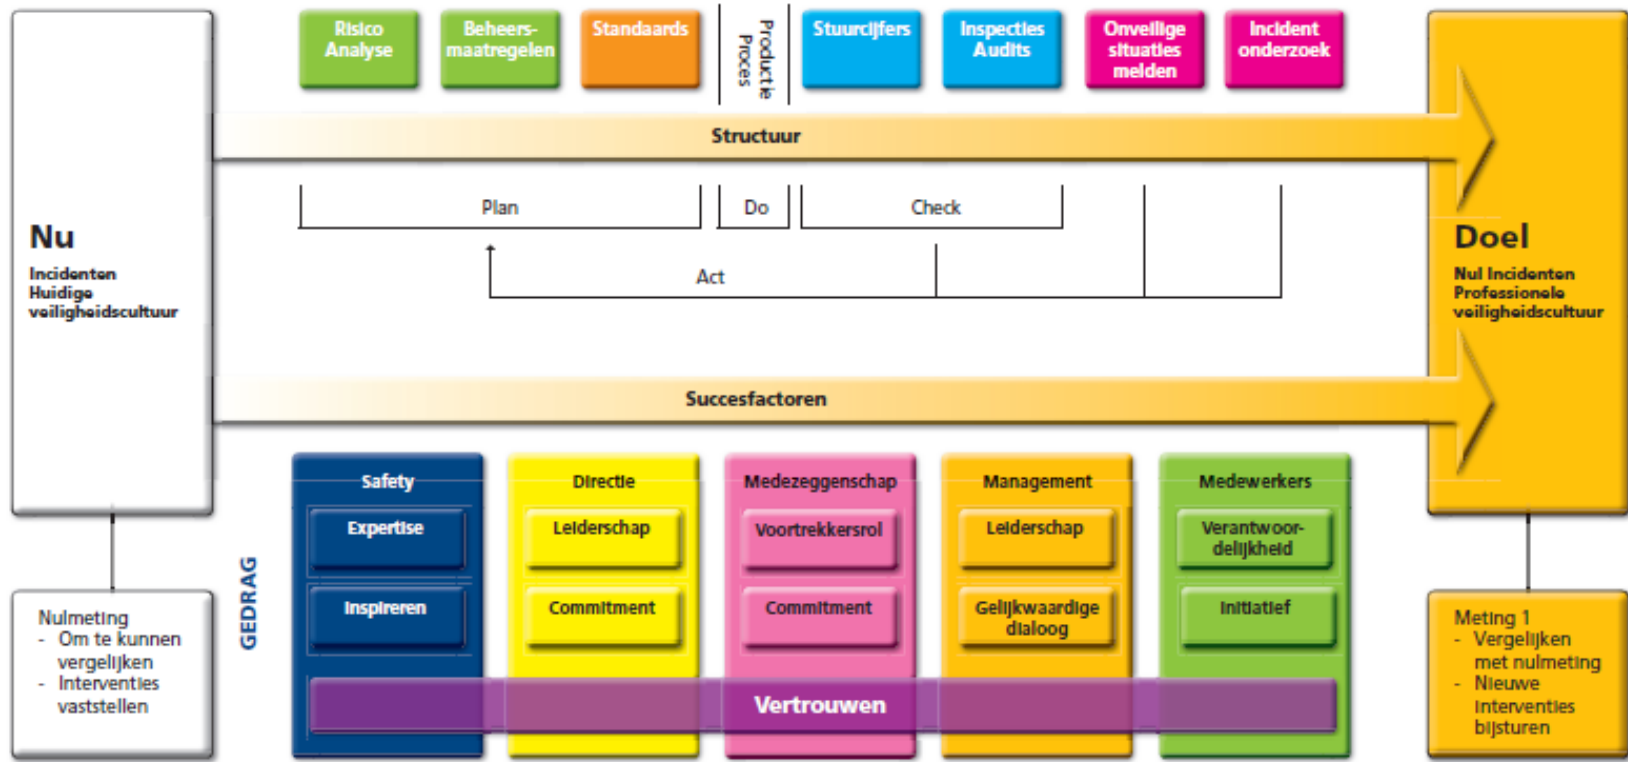 Risico
Analyse
Beheers-
maatregelen
Standaards
Productie
Proces
Stuurcijfers
Inspecties
Audits
Onveilige
situaties
melden
Incident
onderzoek
Structuur
Plan
Do
Check
Act
Nu
Incidenten
Huidige
veiligheidscultuur
Doel
Nul Incidenten
Professionele
veiligheidscultuur
Succesfactoren
GEDRAG
Safety
Expertise
Inspireren
Directie
Leiderschap
Commitment
Medezeggenschap
Voortrekkersrol
Commitment
Management
Leiderschap
Gelijkwaardige
dialoog
Medewerkers
Verantwoor-
delijkheid
Initiatief
Vertrouwen
Nulmeting
- Om te kunnen
vergelijken
- Interventies
vaststellen
Meting 1
- Vergelijken
met nulmeting
- Nieuwe
interventies
bijsturen